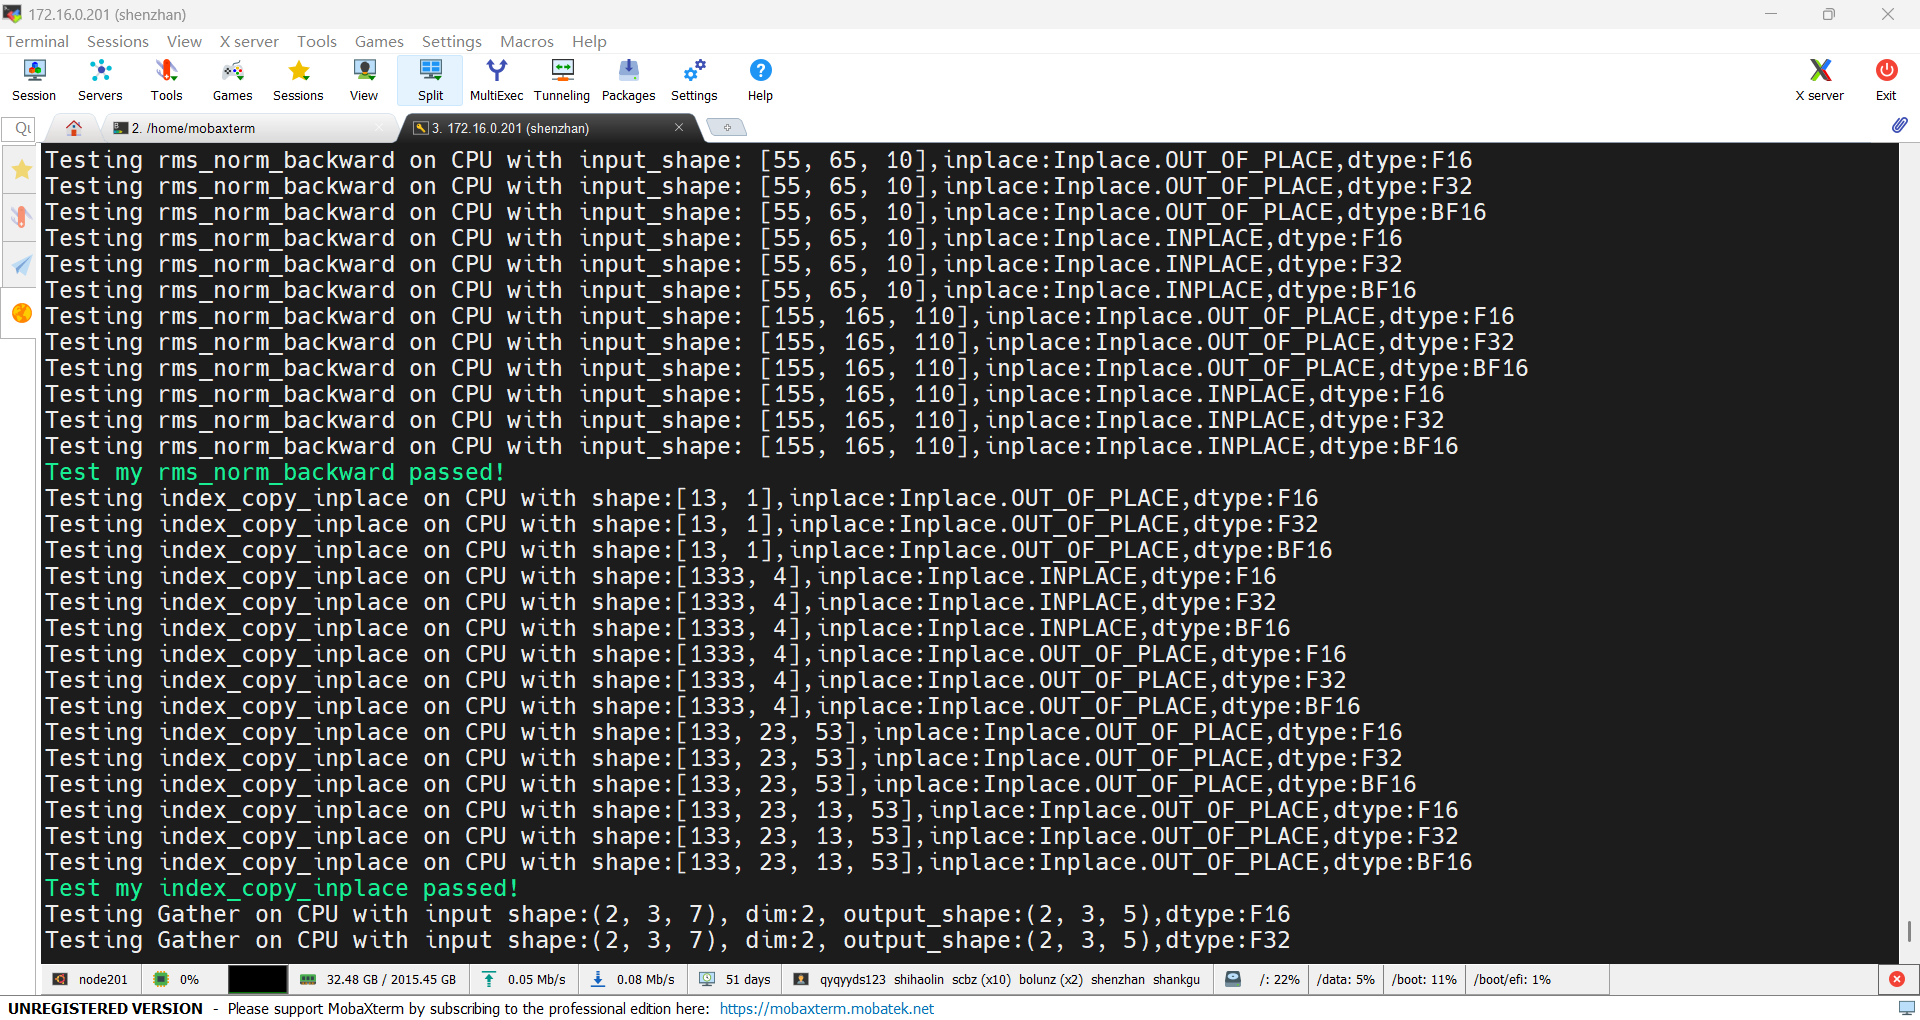 172.16.0.201 (shenzhan)
Terminal Sessions View X server Tools Games Settings Macros Help
Session Servers Tools Games Sessions View Split MultiExec Tunneling Packages Settings Help X server Exit
2. /home/mobaxterm 3. 172.16.0.201 (shenzhan)
Testing rms_norm_backward on CPU with input_shape: [55, 65, 10],inplace:Inplace.OUT_OF_PLACE,dtype:F16
Testing rms_norm_backward on CPU with input_shape: [55, 65, 10],inplace:Inplace.OUT_OF_PLACE,dtype:F32
Testing rms_norm_backward on CPU with input_shape: [55, 65, 10],inplace:Inplace.OUT_OF_PLACE,dtype:BF16
Testing rms_norm_backward on CPU with input_shape: [55, 65, 10],inplace:Inplace.INPLACE,dtype:F16
Testing rms_norm_backward on CPU with input_shape: [55, 65, 10],inplace:Inplace.INPLACE,dtype:F32
Testing rms_norm_backward on CPU with input_shape: [55, 65, 10],inplace:Inplace.INPLACE,dtype:BF16
Testing rms_norm_backward on CPU with input_shape: [155, 165, 110],inplace:Inplace.OUT_OF_PLACE,dtype:F16
Testing rms_norm_backward on CPU with input_shape: [155, 165, 110],inplace:Inplace.OUT_OF_PLACE,dtype:F32
Testing rms_norm_backward on CPU with input_shape: [155, 165, 110],inplace:Inplace.OUT_OF_PLACE,dtype:BF16
Testing rms_norm_backward on CPU with input_shape: [155, 165, 110],inplace:Inplace.INPLACE,dtype:F16
Testing rms_norm_backward on CPU with input_shape: [155, 165, 110],inplace:Inplace.INPLACE,dtype:F32
Testing rms_norm_backward on CPU with input_shape: [155, 165, 110],inplace:Inplace.INPLACE,dtype:BF16
Test my rms_norm_backward passed!
Testing index_copy_inplace on CPU with shape:[13, 1],inplace:Inplace.OUT_OF_PLACE,dtype:F16
Testing index_copy_inplace on CPU with shape:[13, 1],inplace:Inplace.OUT_OF_PLACE,dtype:F32
Testing index_copy_inplace on CPU with shape:[13, 1],inplace:Inplace.OUT_OF_PLACE,dtype:BF16
Testing index_copy_inplace on CPU with shape:[1333, 4],inplace:Inplace.INPLACE,dtype:F16
Testing index_copy_inplace on CPU with shape:[1333, 4],inplace:Inplace.INPLACE,dtype:F32
Testing index_copy_inplace on CPU with shape:[1333, 4],inplace:Inplace.INPLACE,dtype:BF16
Testing index_copy_inplace on CPU with shape:[1333, 4],inplace:Inplace.OUT_OF_PLACE,dtype:F16
Testing index_copy_inplace on CPU with shape:[1333, 4],inplace:Inplace.OUT_OF_PLACE,dtype:F32
Testing index_copy_inplace on CPU with shape:[1333, 4],inplace:Inplace.OUT_OF_PLACE,dtype:BF16
Testing index_copy_inplace on CPU with shape:[133, 23, 53],inplace:Inplace.OUT_OF_PLACE,dtype:F16
Testing index_copy_inplace on CPU with shape:[133, 23, 53],inplace:Inplace.OUT_OF_PLACE,dtype:F32
Testing index_copy_inplace on CPU with shape:[133, 23, 53],inplace:Inplace.OUT_OF_PLACE,dtype:BF16
Testing index_copy_inplace on CPU with shape:[133, 23, 13, 53],inplace:Inplace.OUT_OF_PLACE,dtype:F16
Testing index_copy_inplace on CPU with shape:[133, 23, 13, 53],inplace:Inplace.OUT_OF_PLACE,dtype:F32
Testing index_copy_inplace on CPU with shape:[133, 23, 13, 53],inplace:Inplace.OUT_OF_PLACE,dtype:BF16
Test my index_copy_inplace passed!
Testing Gather on CPU with input shape:(2, 3, 7), dim:2, output_shape:(2, 3, 5),dtype:F16
Testing Gather on CPU with input shape:(2, 3, 7), dim:2, output_shape:(2, 3, 5),dtype:F32
node201 0% 32.48 GB / 2015.45 GB 0.05 Mb/s 0.08 Mb/s 51 days qyqyyds123 shihaolin scbz (x10) bolunz (x2) shenzhan shankgu /: 22% /data: 5% /boot: 11% /boot/efi: 1%
UNREGISTERED VERSION - Please support MobaXterm by subscribing to the professional edition here: https://mobaxterm.mobatek.net